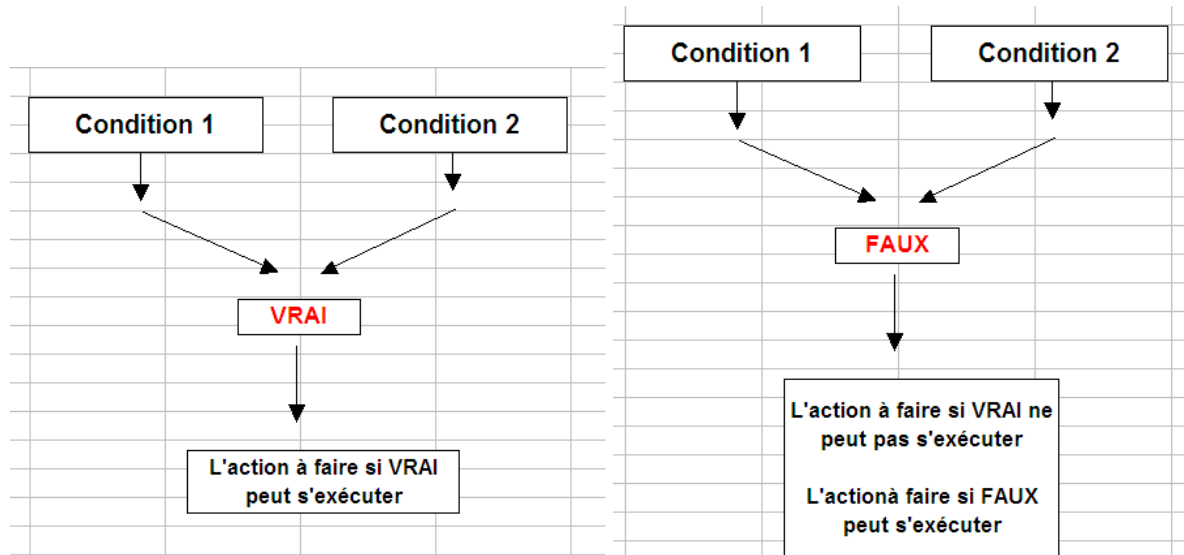 Condition 1
Condition 2
VRAI
L'action à faire si VRAI
peut s'exécuter
Condition 1
Condition 2
FAUX
L'action à faire si VRAI ne
peut pas s'exécuter
L'actionà faire si FAUX
peut s'exécuter